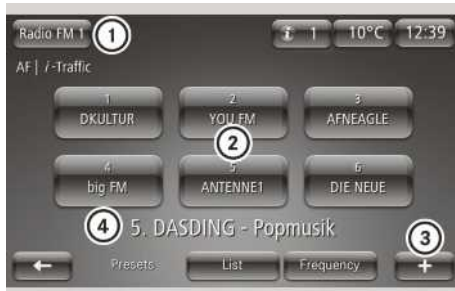 Radio FM 1 1 i 1 10°C 12:39
AF | i-Traffic
1 2 3
DKULTUR YOU FM AFNEAGLE
2
4 5 6
big FM ANTENNE1 DIE NEUE
4 5. DASDING - Popmusik 3
← Presets List Frequency +